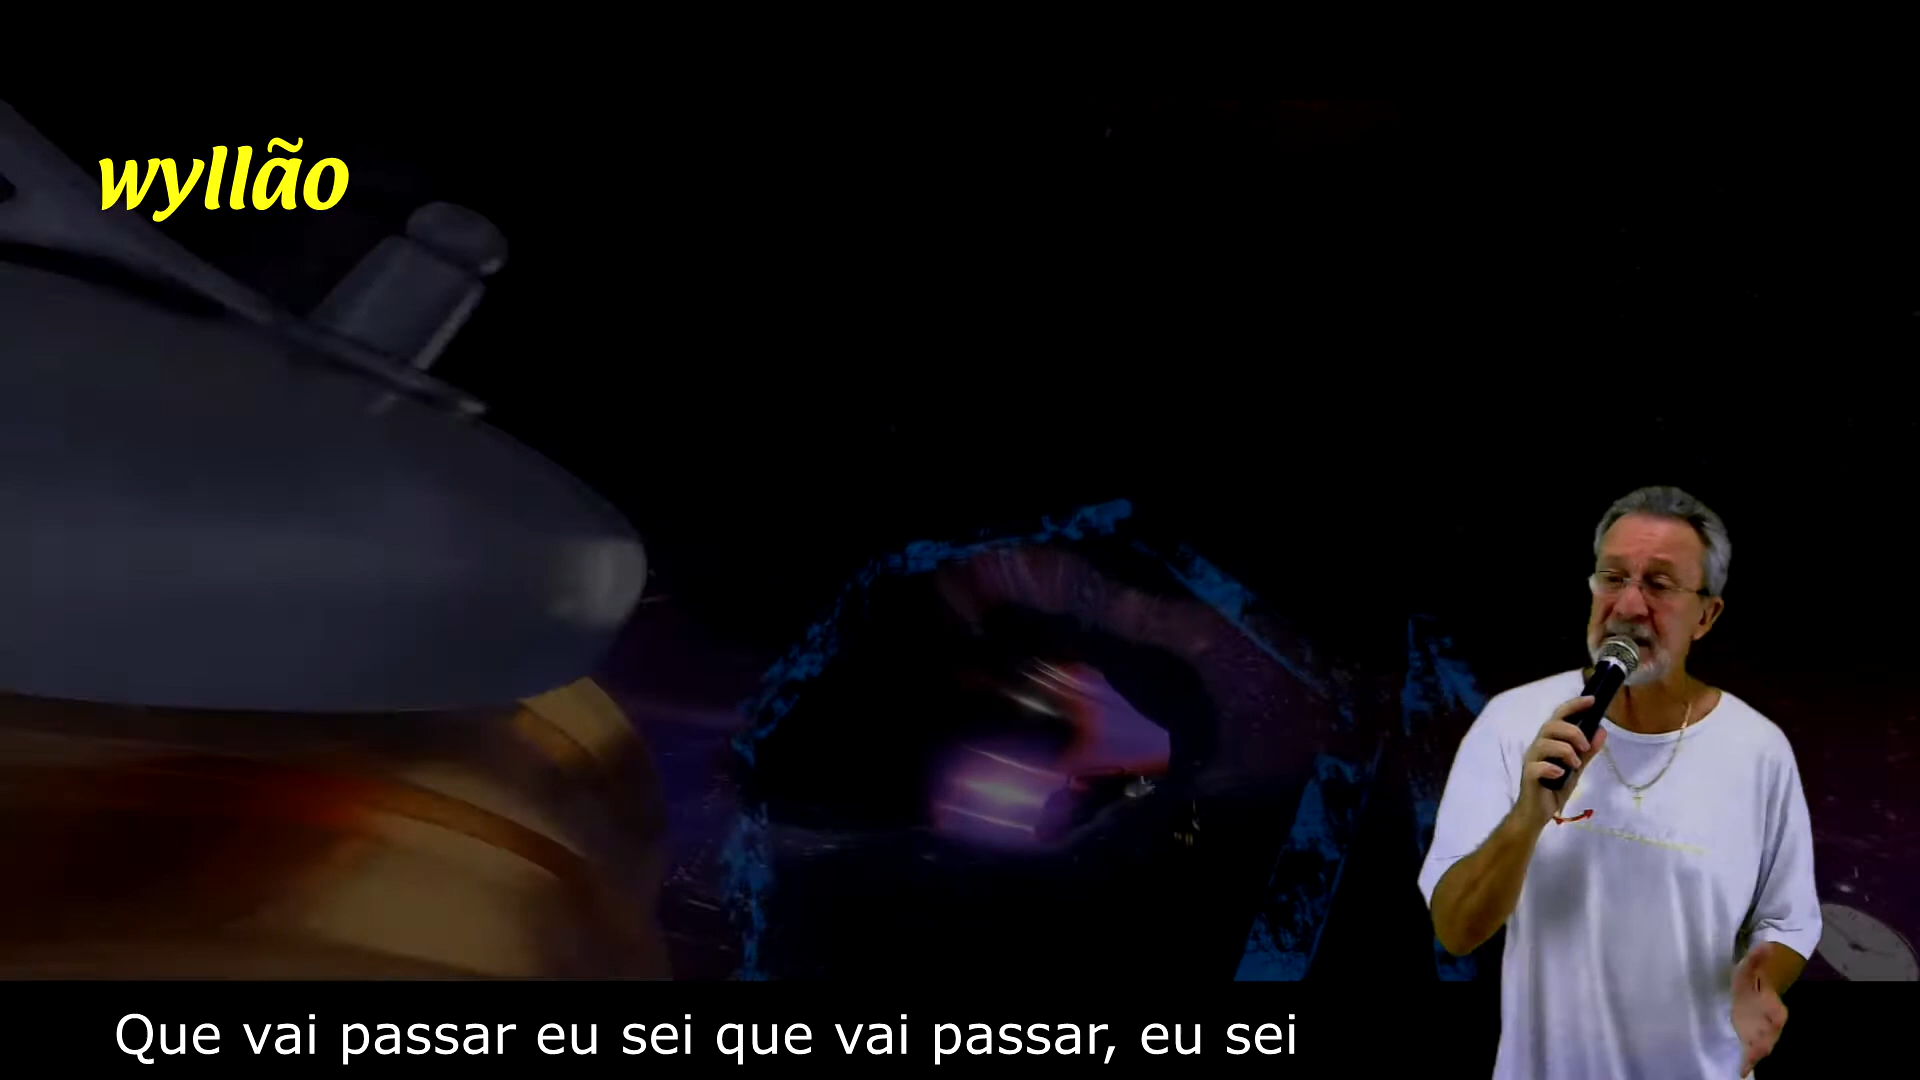 wyllão
Que vai passar eu sei que vai passar, eu sei